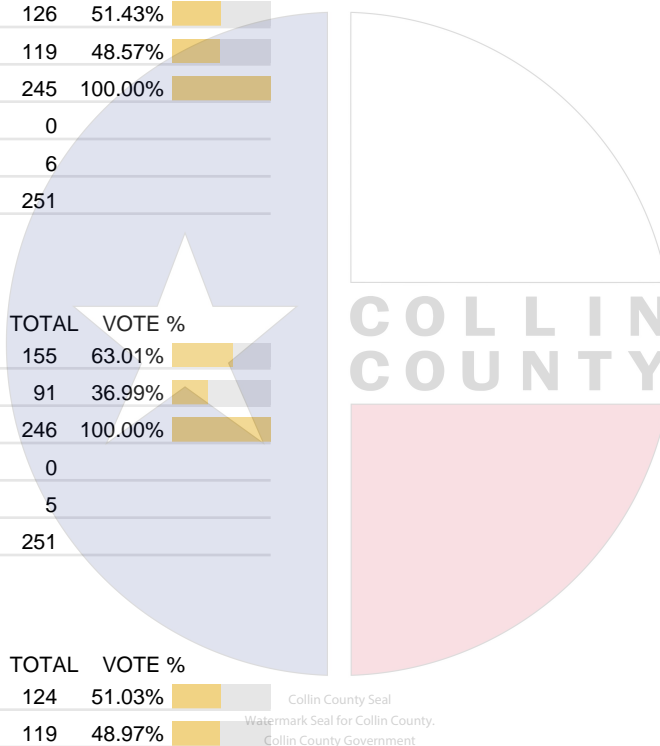 126 51.43%
119 48.57%
245 100.00%
0
6
251
TOTAL VOTE %
155 63.01%
91 36.99%
246 100.00%
0
5
251
COLLIN
COUNTY
TOTAL VOTE %
124 51.03%
119 48.97%
Collin County Seal
Watermark Seal for Collin County.
Collin County Government